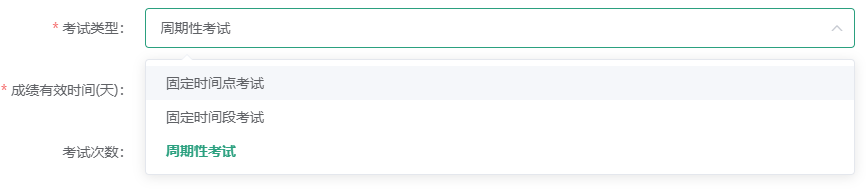 * 考试类型： 周期性考试
固定时间点考试
* 成绩有效时间(天)：
固定时间段考试
考试次数：
周期性考试